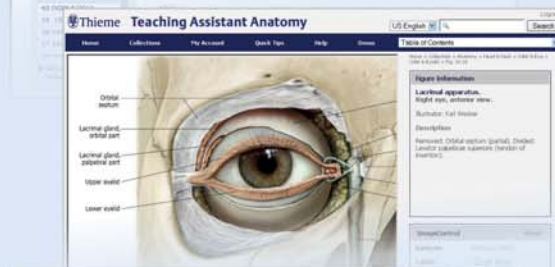 Thieme Teaching Assistant Anatomy
US English
Search
Home Collections My Account Quick Tips Help Demo
Table of Contents
Figure Information
Lacrimal apparatus.
Right eye, anterior view.
Illustrator: Karl Wesker
Description
Removed: Orbital septum (partial). Divided:
Levator palpebrae superioris (tendon of
insertion).
Orbital
septum
Lacrimal gland,
orbital part
Lacrimal gland,
palpebral part
Upper eyelid
Lower eyelid